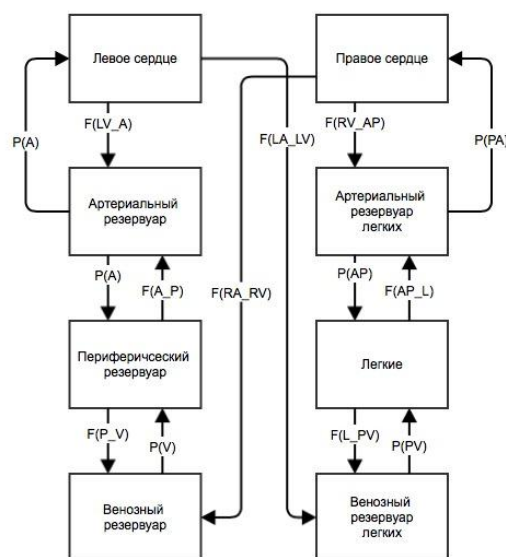 Левое сердце
Правое сердце
P(A)
F(LV_A)
F(LA_LV)
F(RV_AP)
P(PA)
Артериальный
резервуар
Артериальный
резервуар
легких
P(A)
F(A_P)
F(RA_RV)
P(AP)
F(AP_L)
Периферичсеский
резервуар
Легкие
F(P_V)
P(V)
F(L_PV)
P(PV)
Венозный
резервуар
Венозный
резервуар
легких